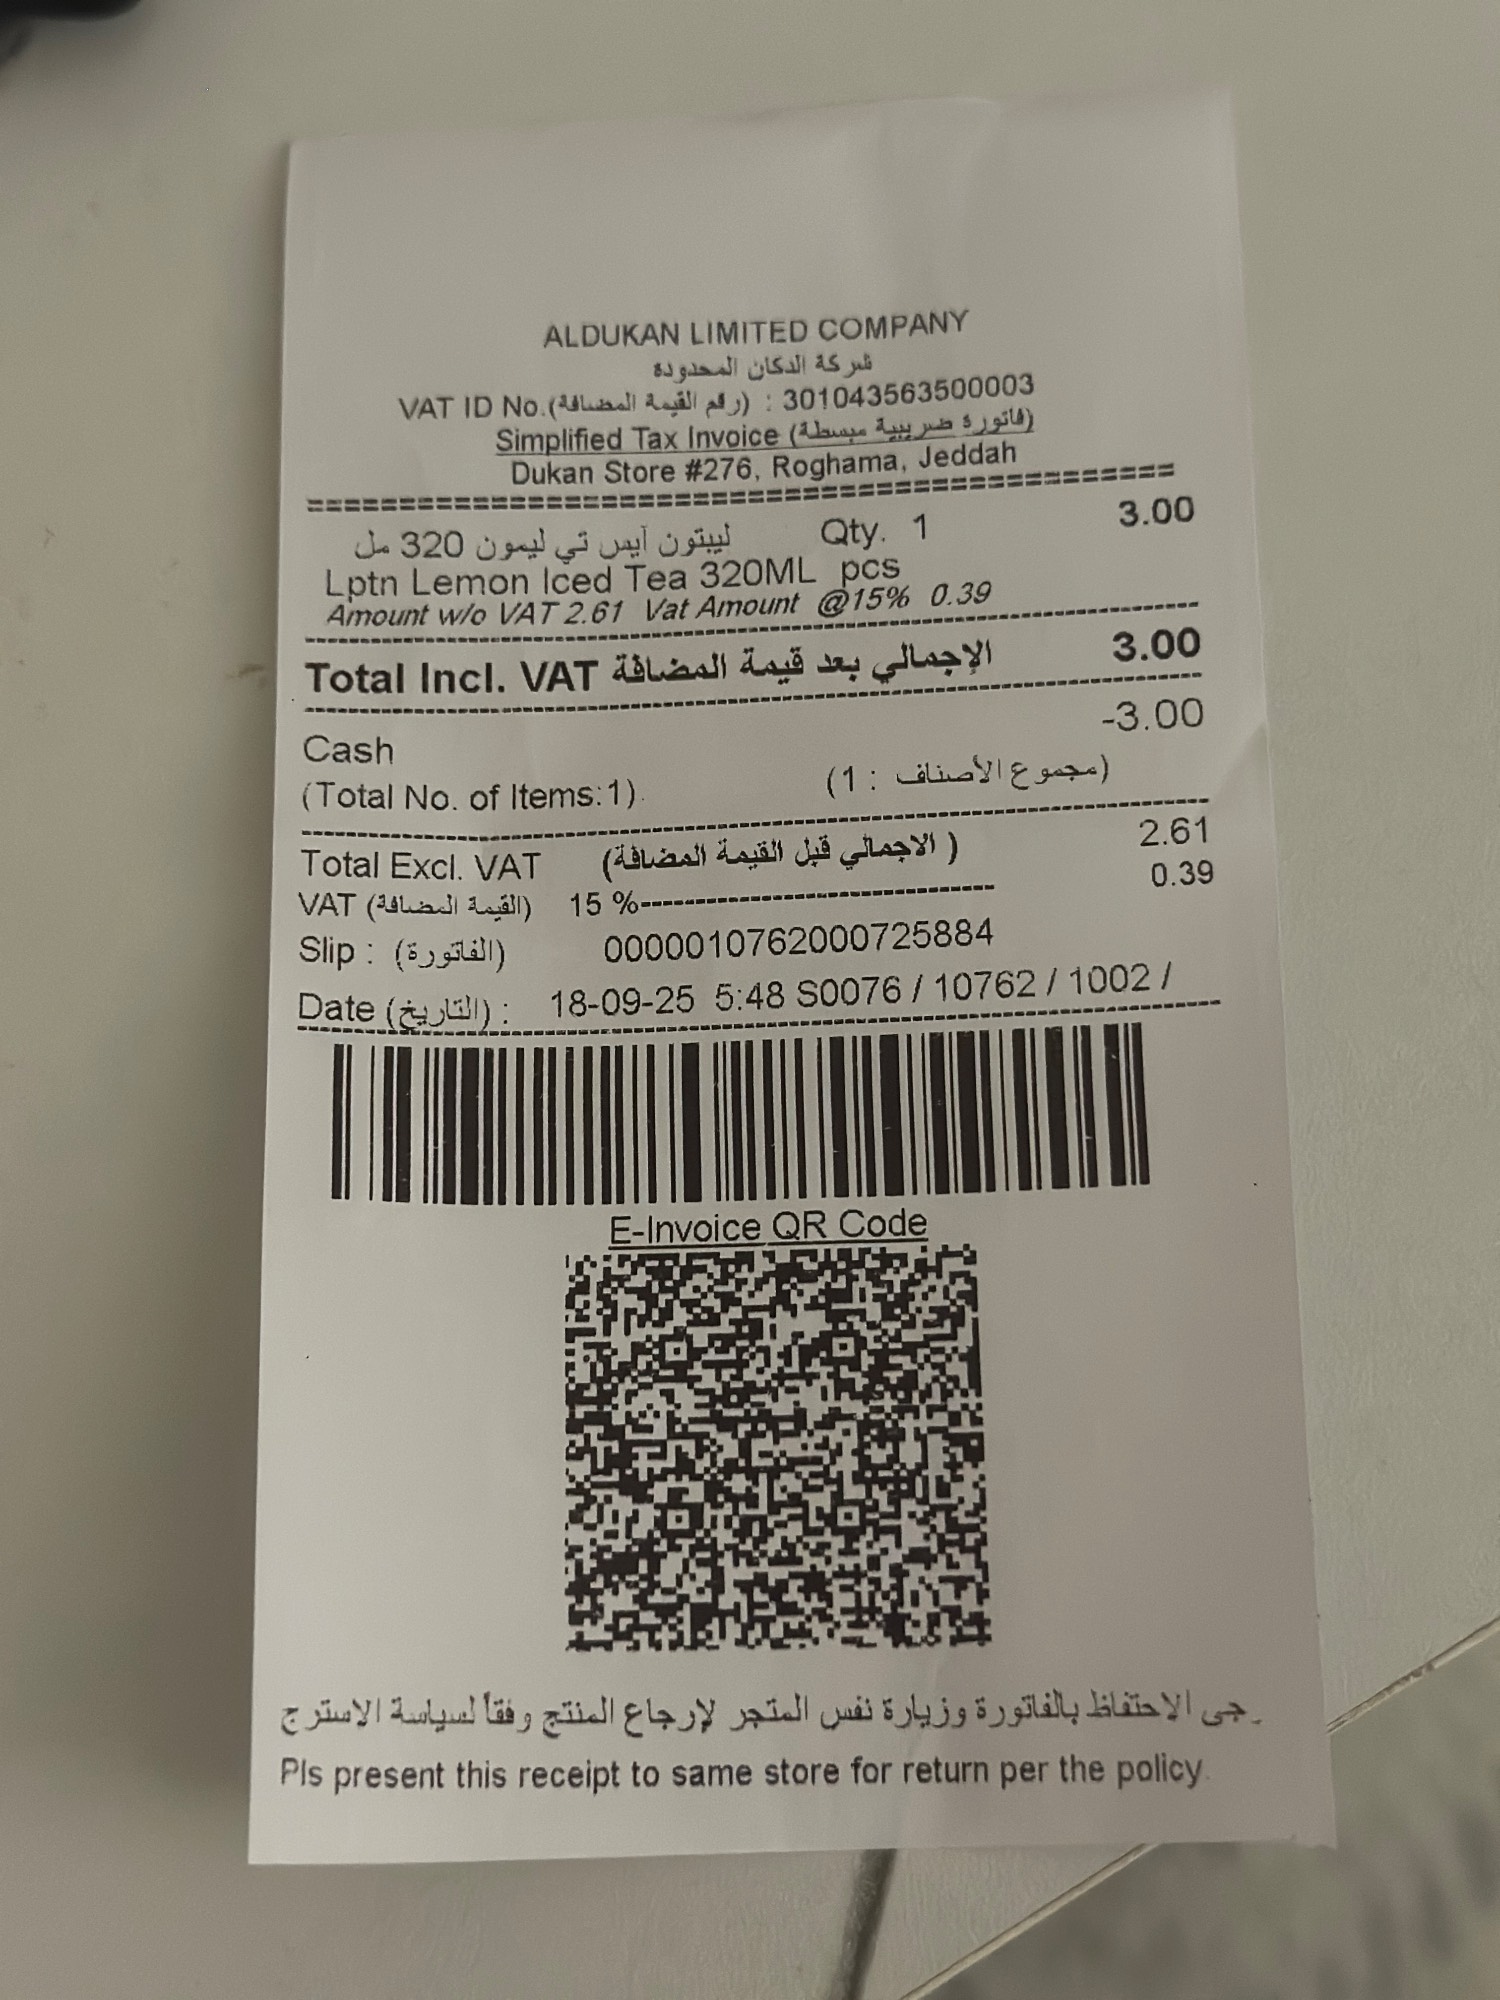 ALDUKAN LIMITED COMPANY
شركة الدكان المحدودة
VAT ID No.(رقم القيمة المضافة) : 301043563500003
Simplified Tax Invoice (فاتورة ضريبية مبسطة)
Dukan Store #276, Roghama, Jeddah
===============================================
ليبتون آيس تي ليمون 320 مل Qty. 1 3.00
Lptn Lemon Iced Tea 320ML pcs
Amount w/o VAT 2.61 Vat Amount @15% 0.39
Total Incl. VAT الإجمالي بعد قيمة المضافة 3.00
Cash -3.00
(Total No. of Items:1) (مجموع الأصناف : 1)
Total Excl. VAT (الاجمالي قبل القيمة المضافة) 2.61
VAT (القيمة المضافة) 15 %------------------------------- 0.39
Slip : (الفاتورة) 0000010762000725884
Date (التاريخ) : 18-09-25 5:48 S0076 / 10762 / 1002 /
E-Invoice QR Code
رجى الاحتفاظ بالفاتورة وزيارة نفس المتجر لإرجاع المنتج وفقاً لسياسة الاسترج
Pls present this receipt to same store for return per the policy.